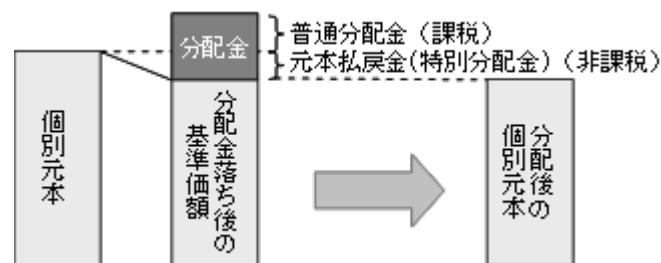 分配金
普通分配金（課税）
元本払戻金(特別分配金)（非課税）
個別元本
分配金落ち後の
基準価額
分配後の
個別元本